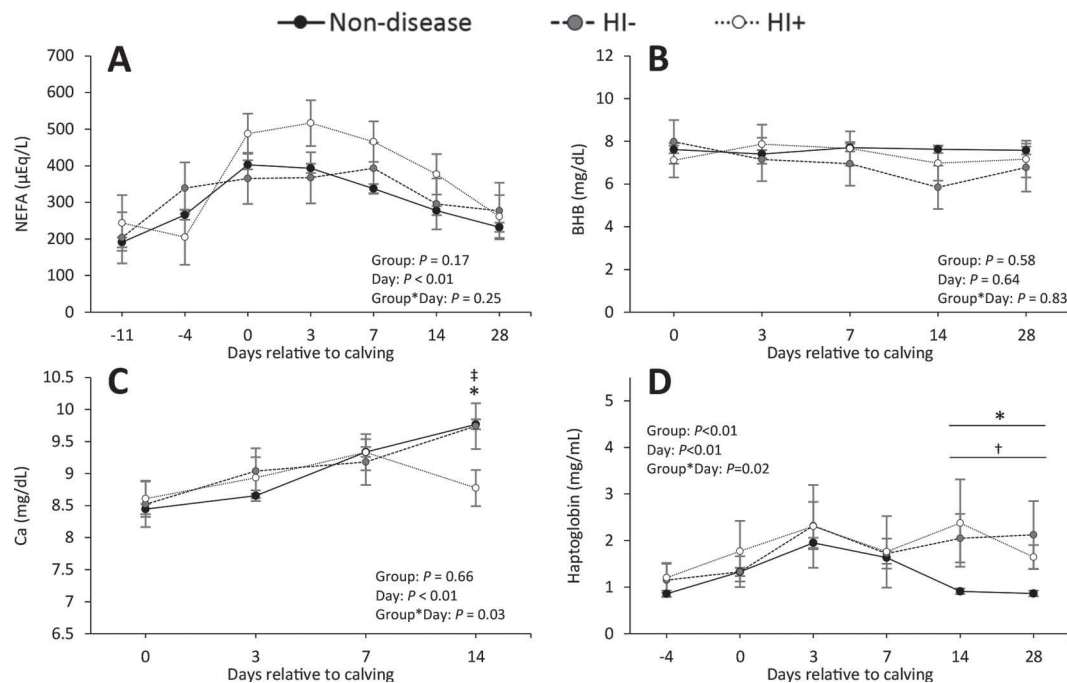 Non-disease HI- HI+
A
700
600
500
400
300
200
100
0
NEFA (µEq/L)
Group: P = 0.17
Day: P < 0.01
Group*Day: P = 0.25
-11 -4 0 3 7 14 28
Days relative to calving
B
12
10
8
6
4
2
0
BHB (mg/dL)
Group: P = 0.58
Day: P = 0.64
Group*Day: P = 0.83
0 3 7 14 28
Days relative to calving
C
10.5
10
9.5
9
8.5
8
7.5
7
6.5
Ca (mg/dL)
‡
*
Group: P = 0.66
Day: P < 0.01
Group*Day: P = 0.03
0 3 7 14
Days relative to calving
D
5
4
3
2
1
0
Haptoglobin (mg/mL)
Group: P<0.01
Day: P<0.01
Group*Day: P=0.02
*
†
-4 0 3 7 14 28
Days relative to calving